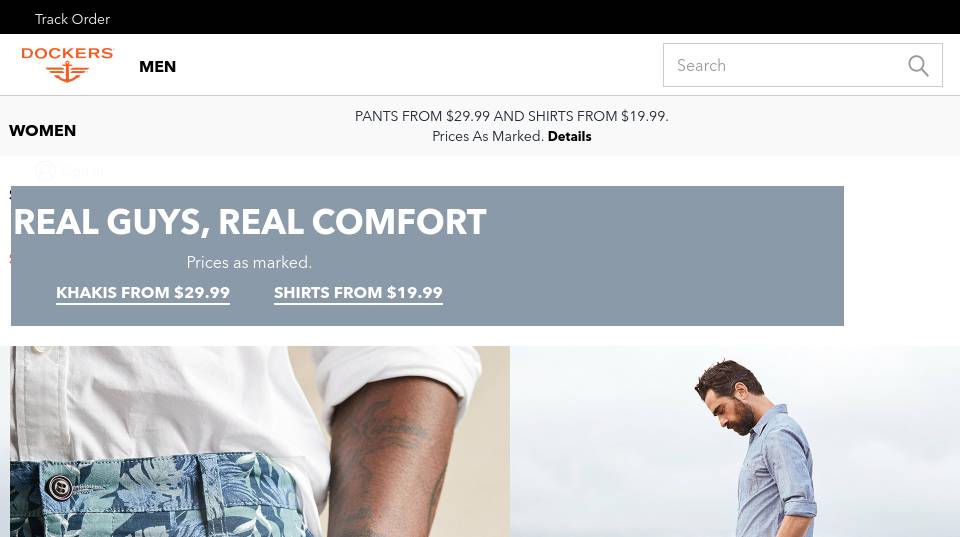 Track Order
DOCKERS
MEN
Search
PANTS FROM $29.99 AND SHIRTS FROM $19.99.
Prices As Marked. Details
WOMEN
Sign In
REAL GUYS, REAL COMFORT
Prices as marked.
KHAKIS FROM $29.99 SHIRTS FROM $19.99